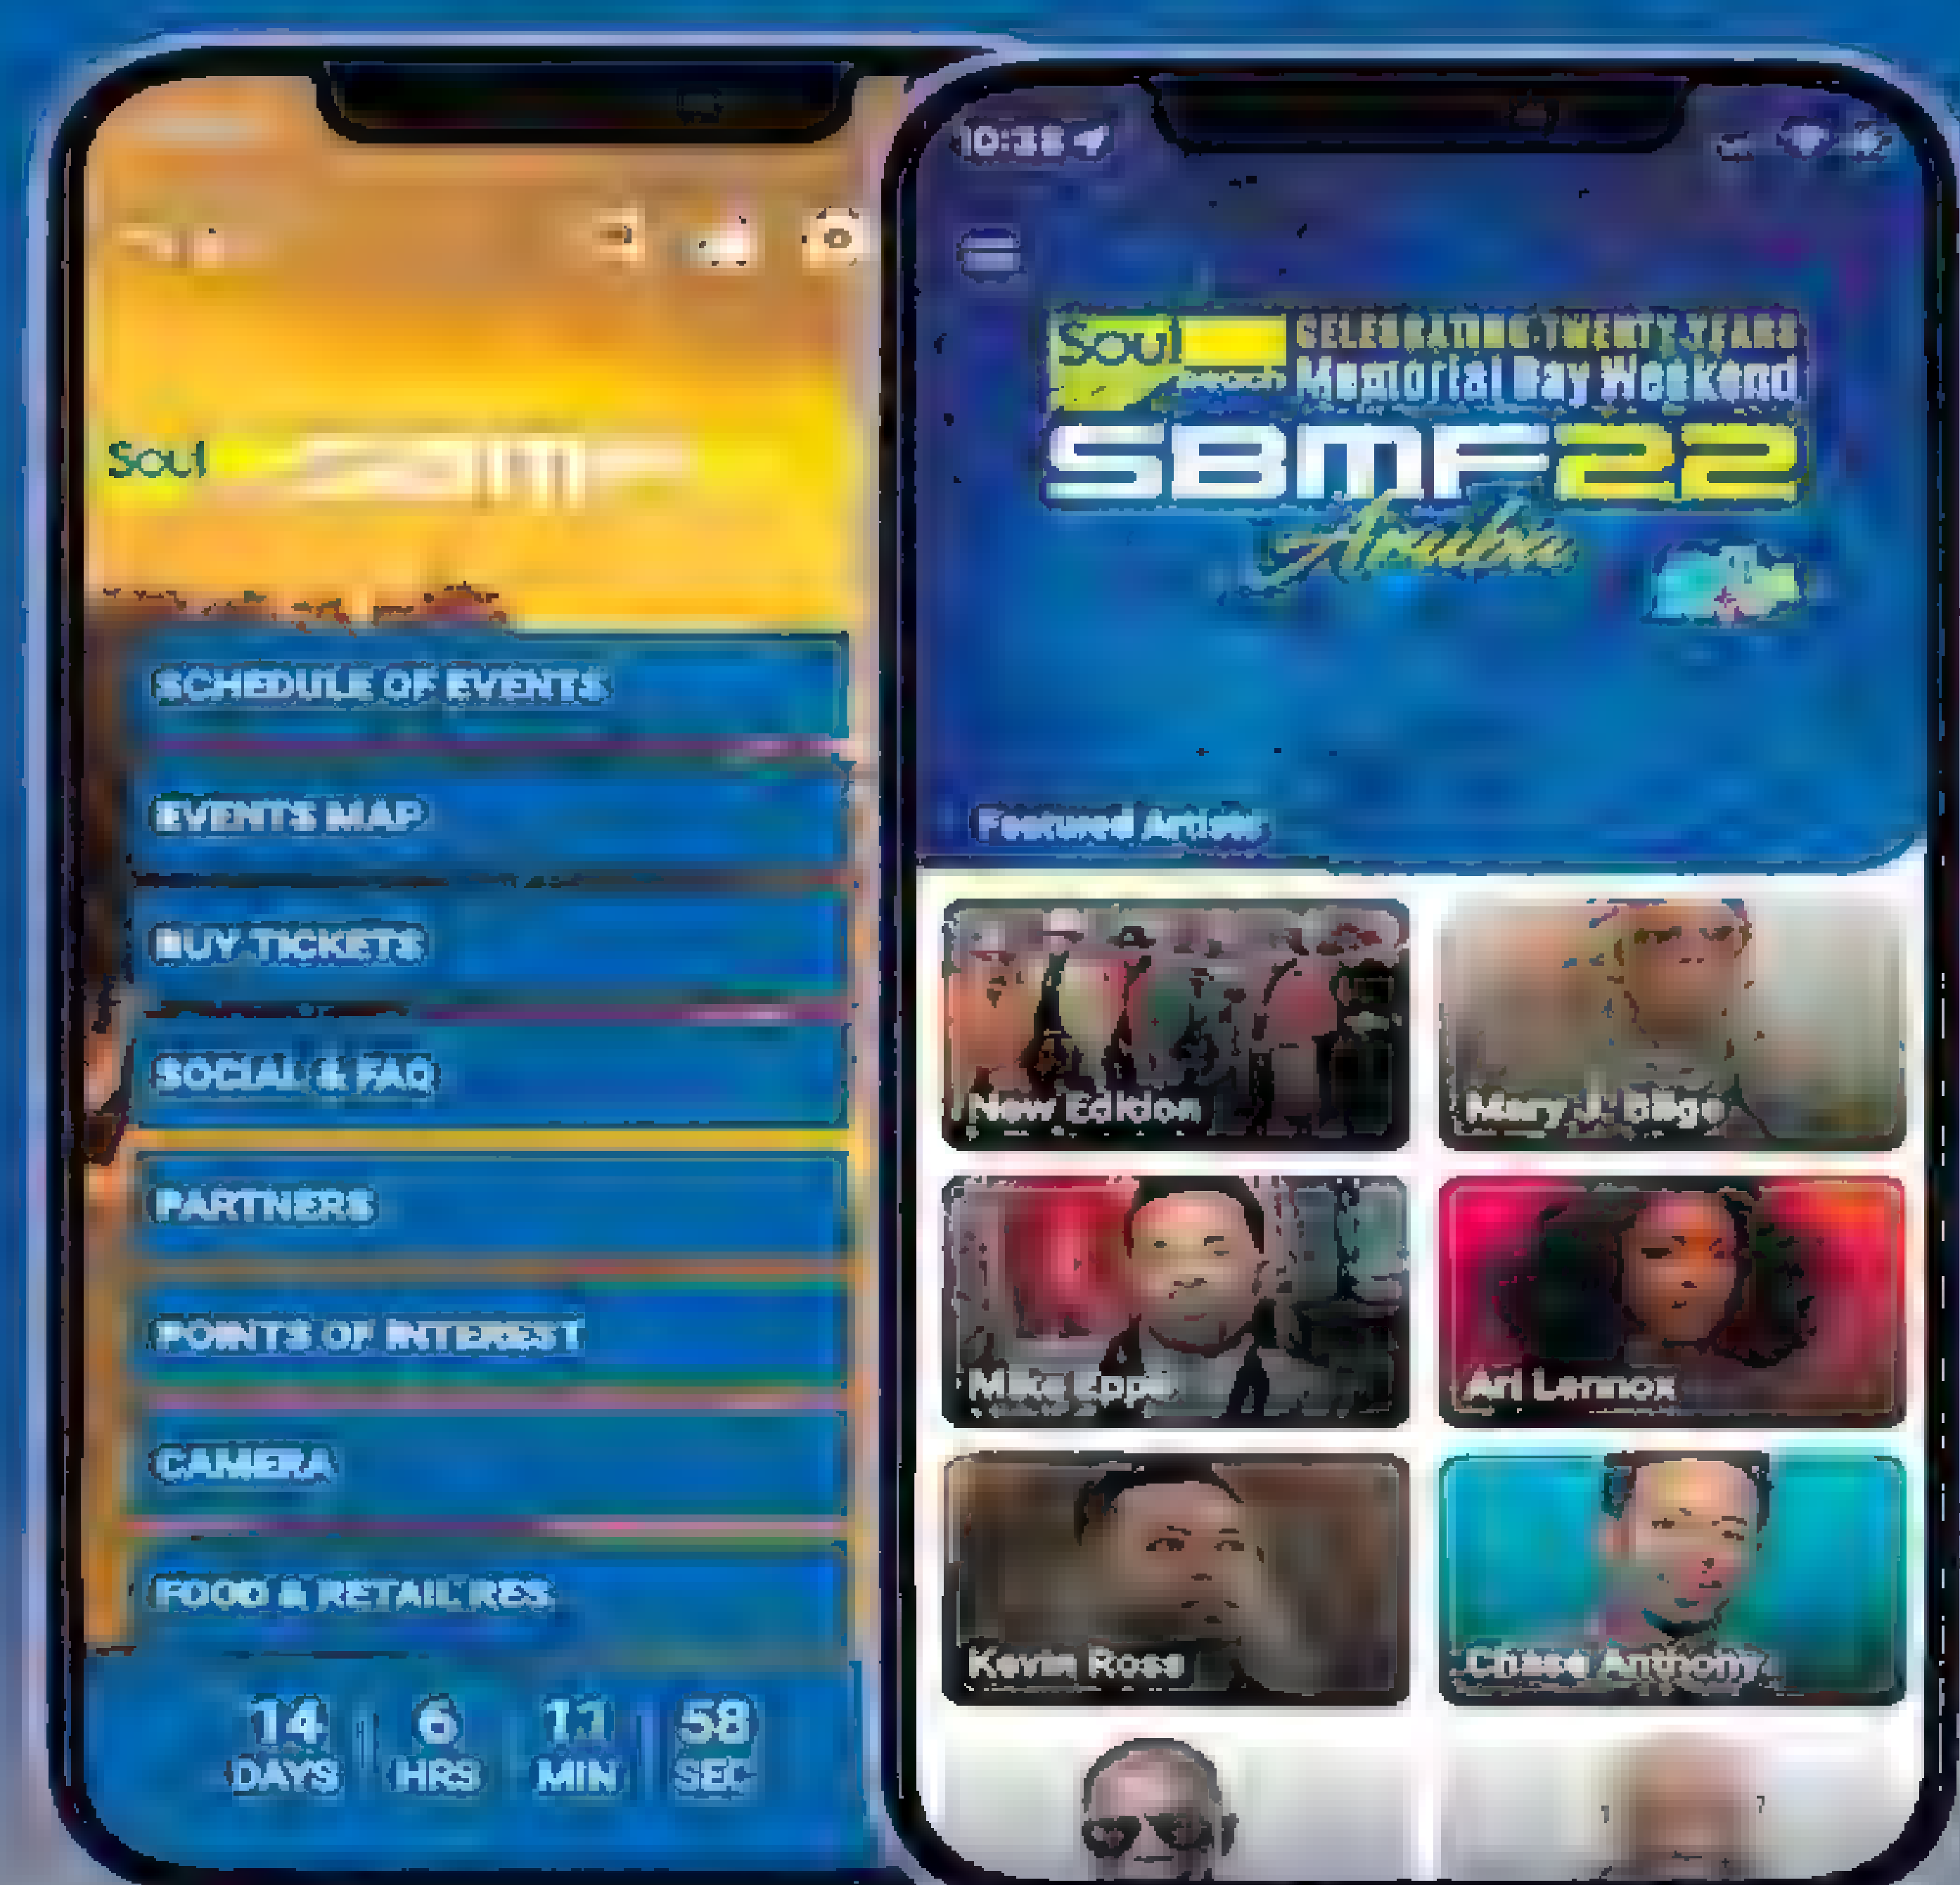 Soul
SCHEDULE OF EVENTS
EVENTS MAP
BUY TICKETS
SOCIAL & FAQ
PARTNERS
POINTS OF INTEREST
CAMERA
FOOD & RETAIL RES
14 6 11 58
DAYS HRS MIN SEC
Soul
CELEBRATING TWENTY YEARS
Memorial Day Weekend
SBMF22
Aruba
Featured Artists
New Edition
Mary J. Blige
Mike Epps
Ari Lennox
Kevin Ross
Chase Anthony